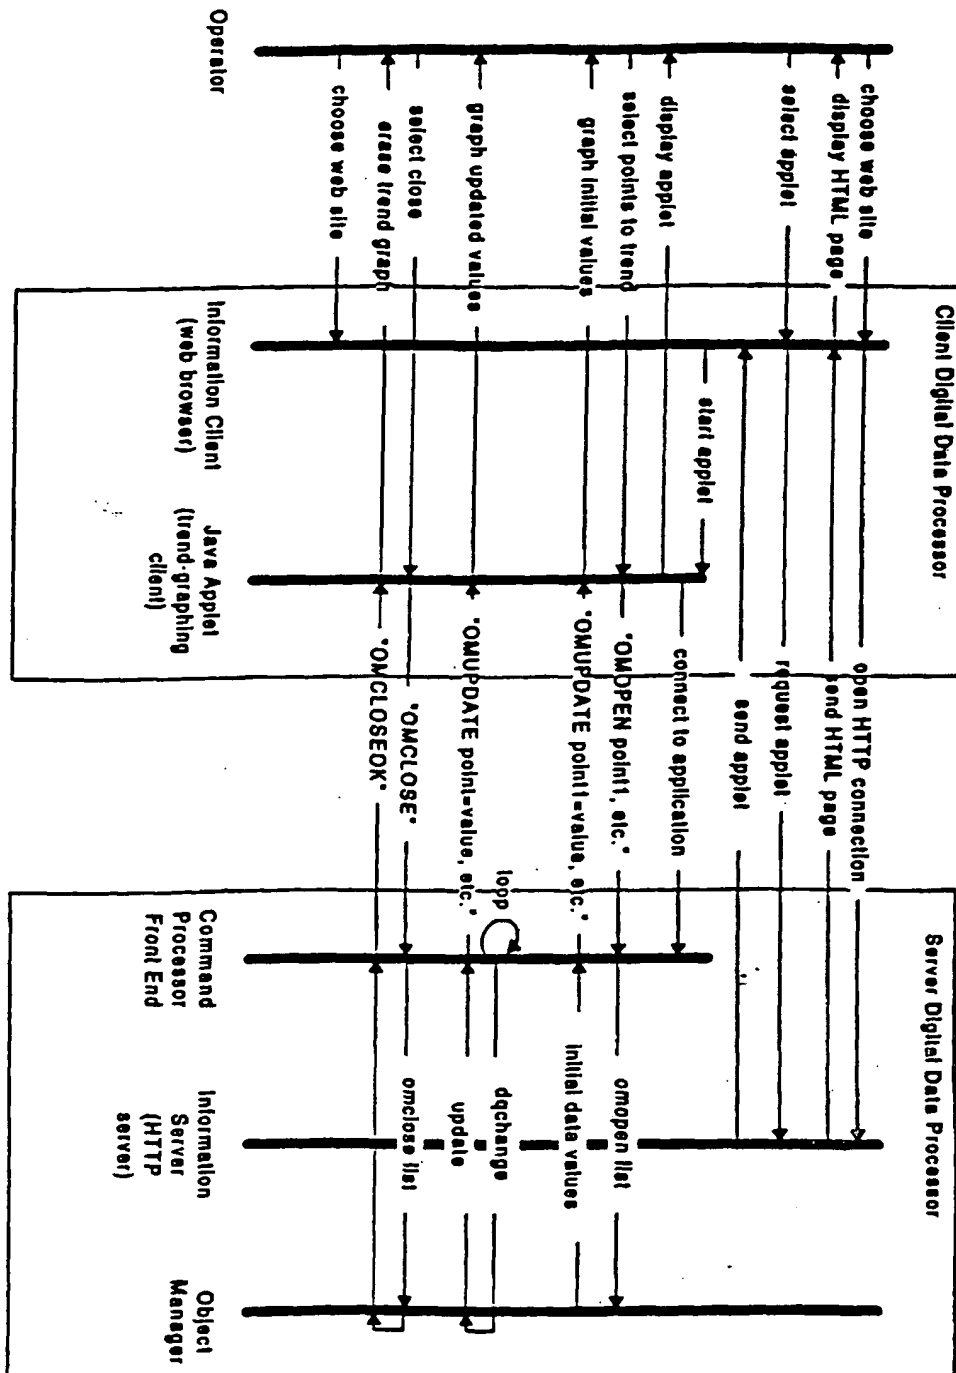 Client Digital Data Processor
Server Digital Data Processor
choose web site
open HTTP connection
display HTML page
send HTML page
select applet
request applet
send applet
start applet
display applet
connect to application
select points to trend
"OMOPEN point1, etc."
omopen list
graph initial values
"OMUPDATE point1=value, etc."
initial data values
loop
dqchange
graph updated values
"OMUPDATE point=value, etc."
update
select close
"OMCLOSE"
omclose list
erase trend graph
"OMCLOSEOK"
choose web site
Operator
Information Client
(web browser)
Java Applet
(trend-graphing
client)
Command
Processor
Front End
Information
Server
(HTTP
server)
Object
Manager